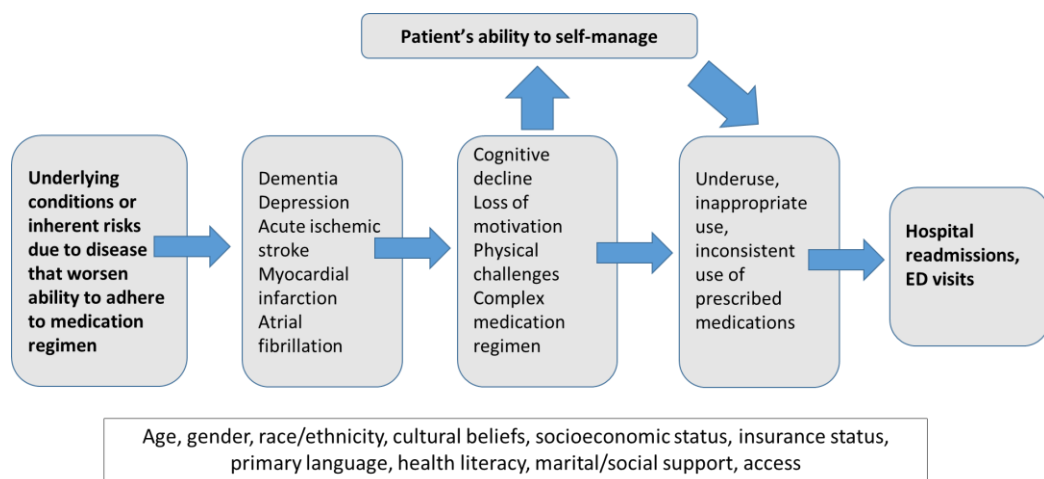 Patient's ability to self-manage
Underlying
conditions or
inherent risks
due to disease
that worsen
ability to adhere
to medication
regimen
Dementia
Depression
Acute ischemic
stroke
Myocardial
infarction
Atrial
fibrillation
Cognitive
decline
Loss of
motivation
Physical
challenges
Complex
medication
regimen
Underuse,
inappropriate
use,
inconsistent
use of
prescribed
medications
Hospital
readmissions,
ED visits
Age, gender, race/ethnicity, cultural beliefs, socioeconomic status, insurance status,
primary language, health literacy, marital/social support, access